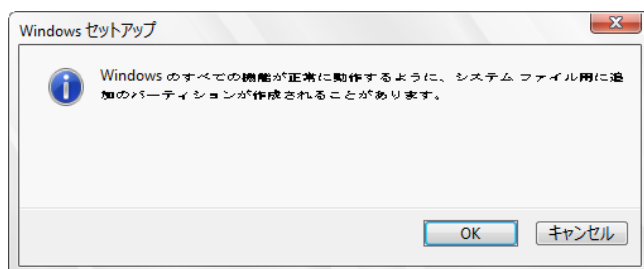 Windows セットアップ
Windows のすべての機能が正常に動作するように、システム ファイル用に追
加のパーティションが作成されることがあります。
OK
キャンセル